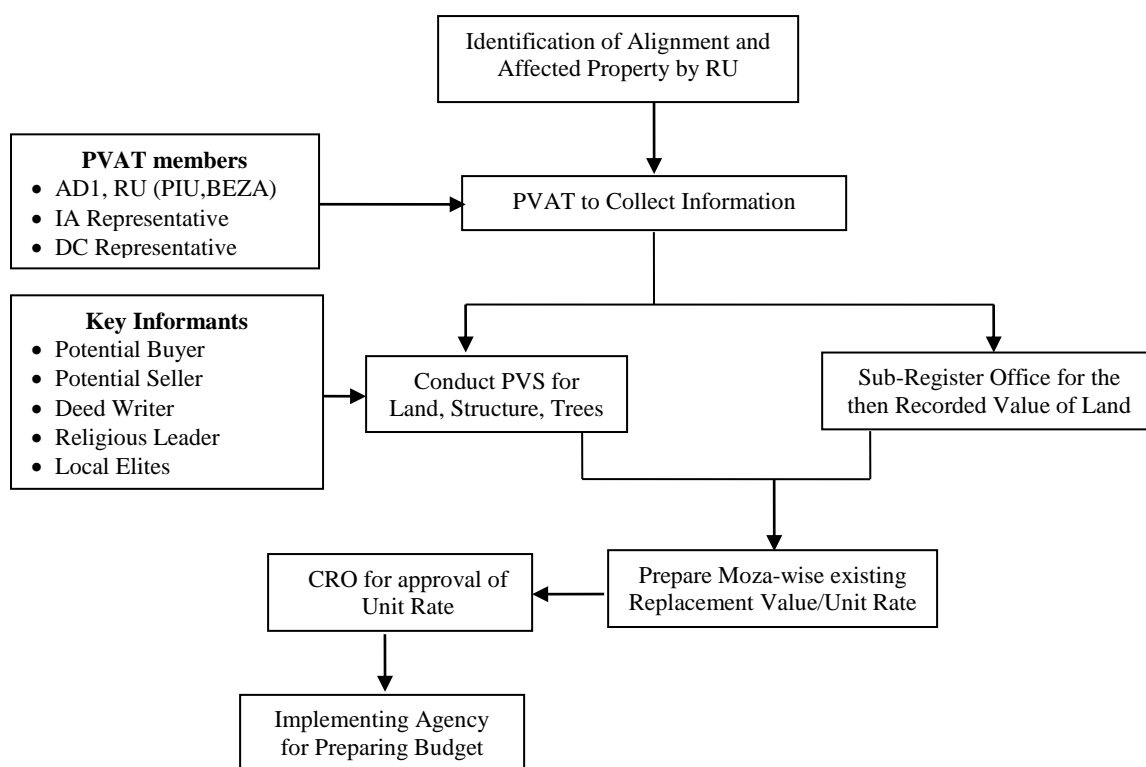 Identification of Alignment and
Affected Property by RU
PVAT members
• AD1, RU (PIU,BEZA)
• IA Representative
• DC Representative
PVAT to Collect Information
Key Informants
• Potential Buyer
• Potential Seller
• Deed Writer
• Religious Leader
• Local Elites
Conduct PVS for
Land, Structure, Trees
Sub-Register Office for the
then Recorded Value of Land
CRO for approval of
Unit Rate
Prepare Moza-wise existing
Replacement Value/Unit Rate
Implementing Agency
for Preparing Budget